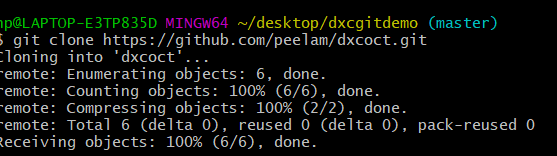 hp@LAPTOP-E3TP835D MINGW64 ~/desktop/dxcgitdemo (master)
$ git clone https://github.com/peelam/dxcoct.git
Cloning into 'dxcoct'...
remote: Enumerating objects: 6, done.
remote: Counting objects: 100% (6/6), done.
remote: Compressing objects: 100% (2/2), done.
remote: Total 6 (delta 0), reused 0 (delta 0), pack-reused 0
Receiving objects: 100% (6/6), done.